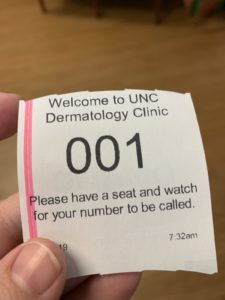 Welcome to UNC
Dermatology Clinic
001
Please have a seat and watch
for your number to be called.
19
7:32am